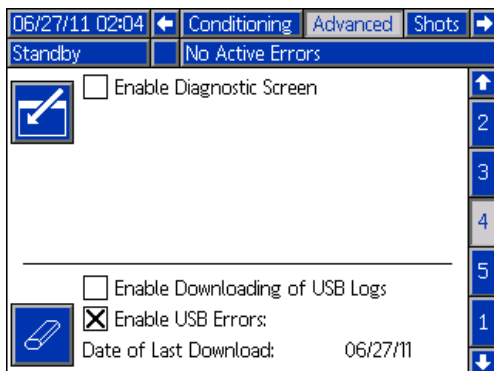 06/27/11 02:04 Conditioning Advanced Shots
Standby No Active Errors
Enable Diagnostic Screen
2
3
4
5
1
Enable Downloading of USB Logs
Enable USB Errors:
Date of Last Download: 06/27/11